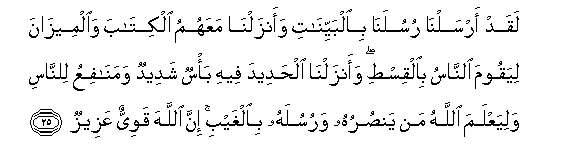 لَقَدْ أَرْسَلْنَا رُسُلَنَا بِٱلْبَيِّنَـٰتِ وَأَنزَلْنَا مَعَهُمُ ٱلْكِتَـٰبَ وَٱلْمِيزَانَ
لِيَقُومَ ٱلنَّاسُ بِٱلْقِسْطِ ۖ وَأَنزَلْنَا ٱلْحَدِيدَ فِيهِ بَأْسٌ شَدِيدٌ وَمَنَـٰفِعُ لِلنَّاسِ
وَلِيَعْلَمَ ٱللَّهُ مَن يَنصُرُهُۥ وَرُسُلَهُۥ بِٱلْغَيْبِ ۚ إِنَّ ٱللَّهَ قَوِىٌّ عَزِيزٌ ٢٥